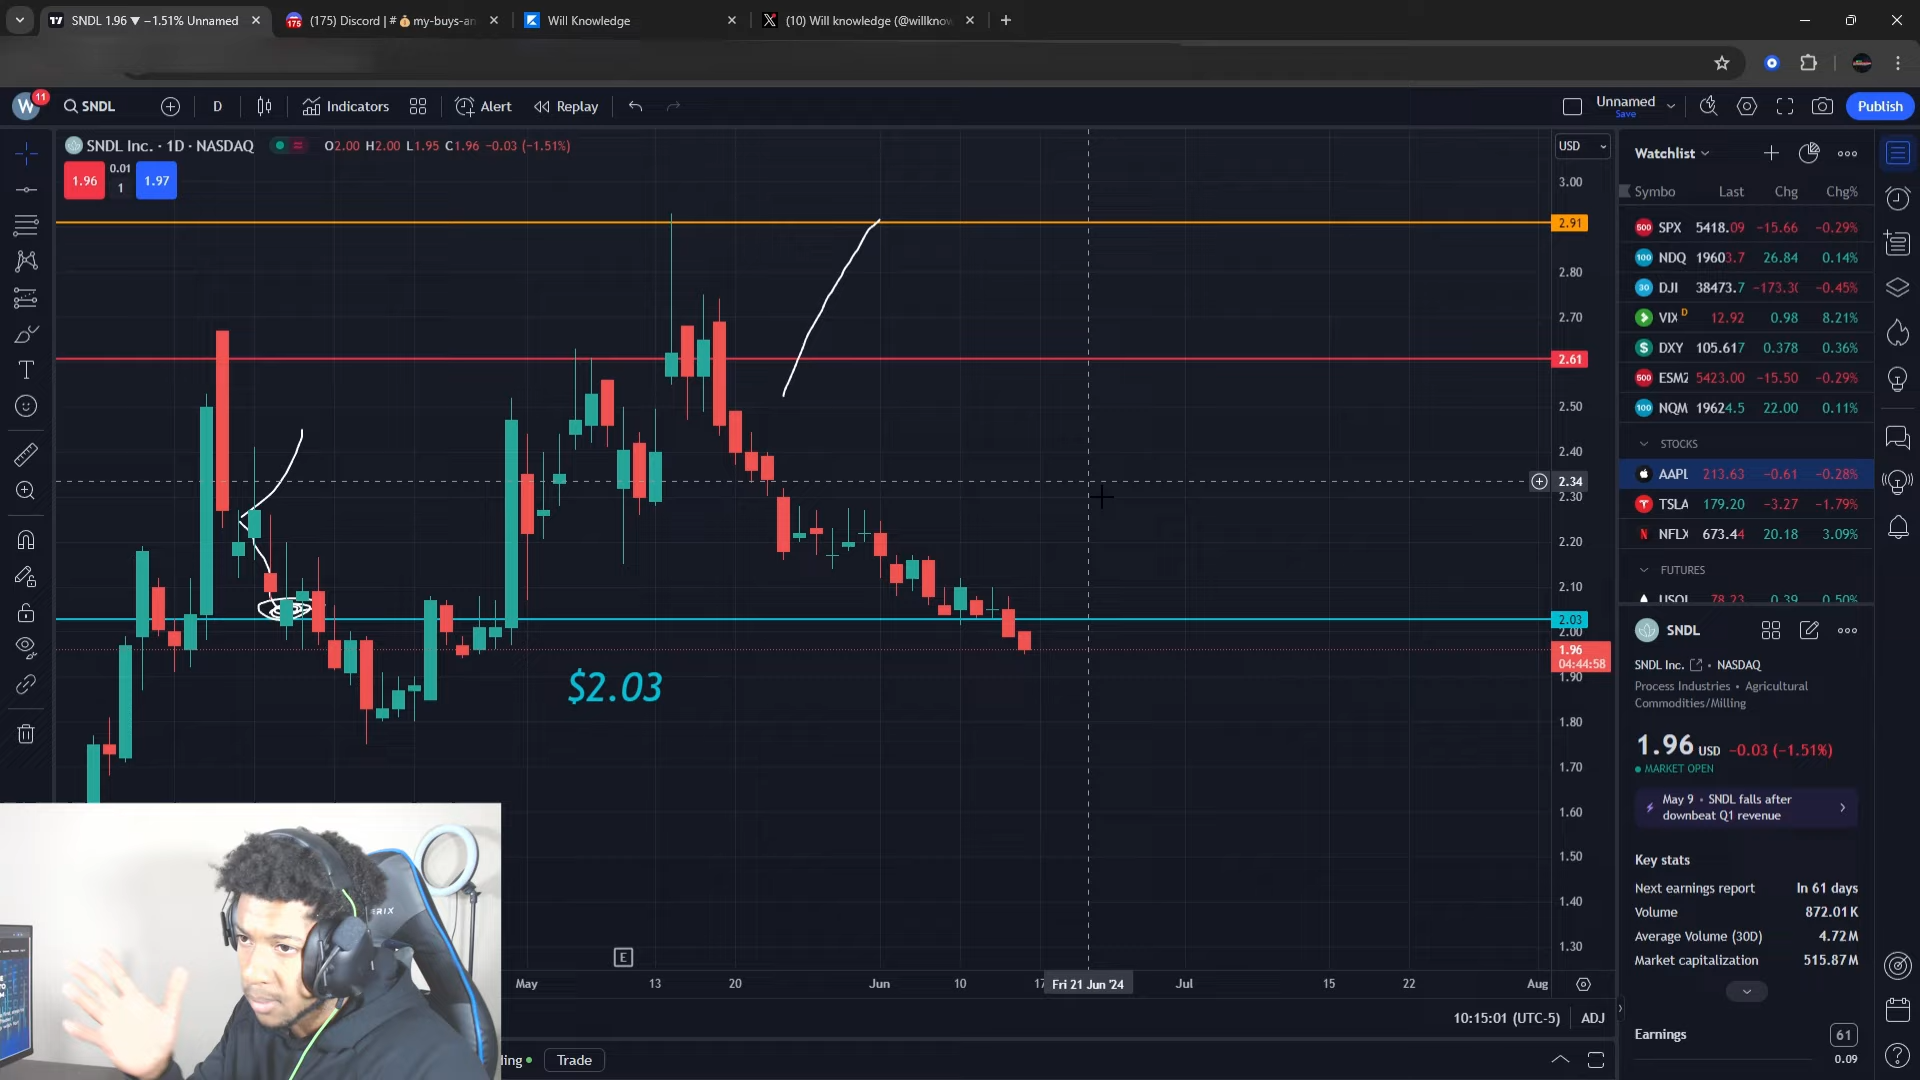 SNDL 1.96 ▼ −1.51% Unnamed
(175) Discord | # 💰my-buys-an
Will Knowledge
(10) Will knowledge (@willknow
W 11
SNDL
D
Indicators
Alert
Replay
Unnamed
Save
Publish
SNDL Inc. · 1D · NASDAQ
O2.00 H2.00 L1.95 C1.96 −0.03 (−1.51%)
1.96
0.01
1
1.97
USD
3.00
2.91
2.80
2.70
2.61
2.50
2.40
2.34
2.30
2.20
2.10
2.03
2.00
1.96
04:44:58
1.90
1.80
1.70
1.60
1.50
1.40
1.30
$2.03
E
May
13
20
Jun
10
17
Fri 21 Jun '24
Jul
15
22
Aug
10:15:01 (UTC-5)
ADJ
ling
Trade
Watchlist
Symbo Last Chg Chg%
SPX 5418.09 −15.66 −0.29%
NDQ 19603.7 26.84 0.14%
DJI 38473.7 −173.3( −0.45%
VIX D 12.92 0.98 8.21%
DXY 105.617 0.378 0.36%
ESM2 5423.00 −15.50 −0.29%
NQM 19624.5 22.00 0.11%
STOCKS
AAPL 213.63 −0.61 −0.28%
TSLA 179.20 −3.27 −1.79%
NFLX 673.44 20.18 3.09%
FUTURES
USOI 78.23 0.39 0.50%
SNDL
SNDL Inc. • NASDAQ
Process Industries • Agricultural
Commodities/Milling
1.96 USD −0.03 (−1.51%)
MARKET OPEN
May 9 • SNDL falls after
downbeat Q1 revenue
Key stats
Next earnings report In 61 days
Volume 872.01K
Average Volume (30D) 4.72M
Market capitalization 515.87M
Earnings 61
0.09